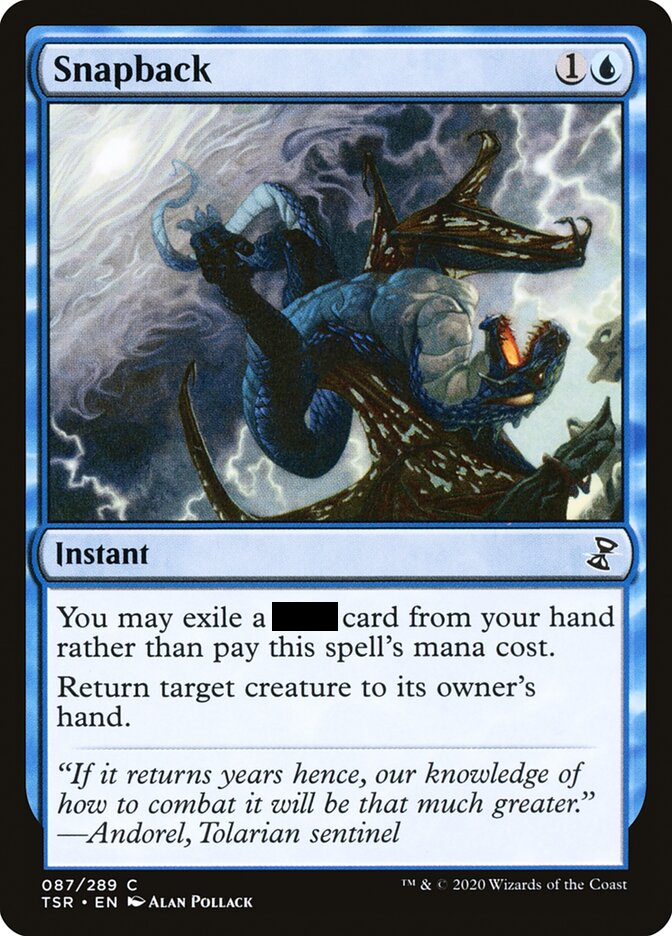 Snapback
1
Instant
You may exile a card from your hand
rather than pay this spell's mana cost.
Return target creature to its owner's
hand.
"If it returns years hence, our knowledge of
how to combat it will be that much greater."
—Andorel, Tolarian sentinel
087/289 C
TSR • EN Alan Pollack
™ & © 2020 Wizards of the Coast